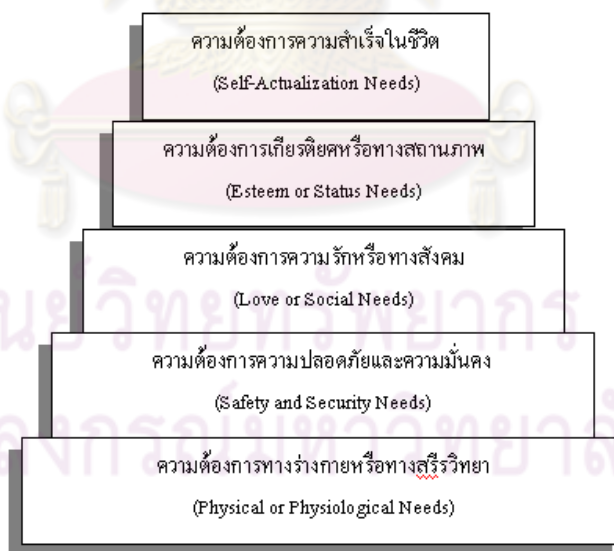 ความต้องการความสำเร็จในชีวิต
(Self-Actualization Needs)
ความต้องการเกียรติยศหรือทางสถานภาพ
(Esteem or Status Needs)
ความต้องการความรักหรือทางสังคม
(Love or Social Needs)
ความต้องการความปลอดภัยและความมั่นคง
(Safety and Security Needs)
ความต้องการทางร่างกายหรือทางสรีรวิทยา
(Physical or Physiological Needs)